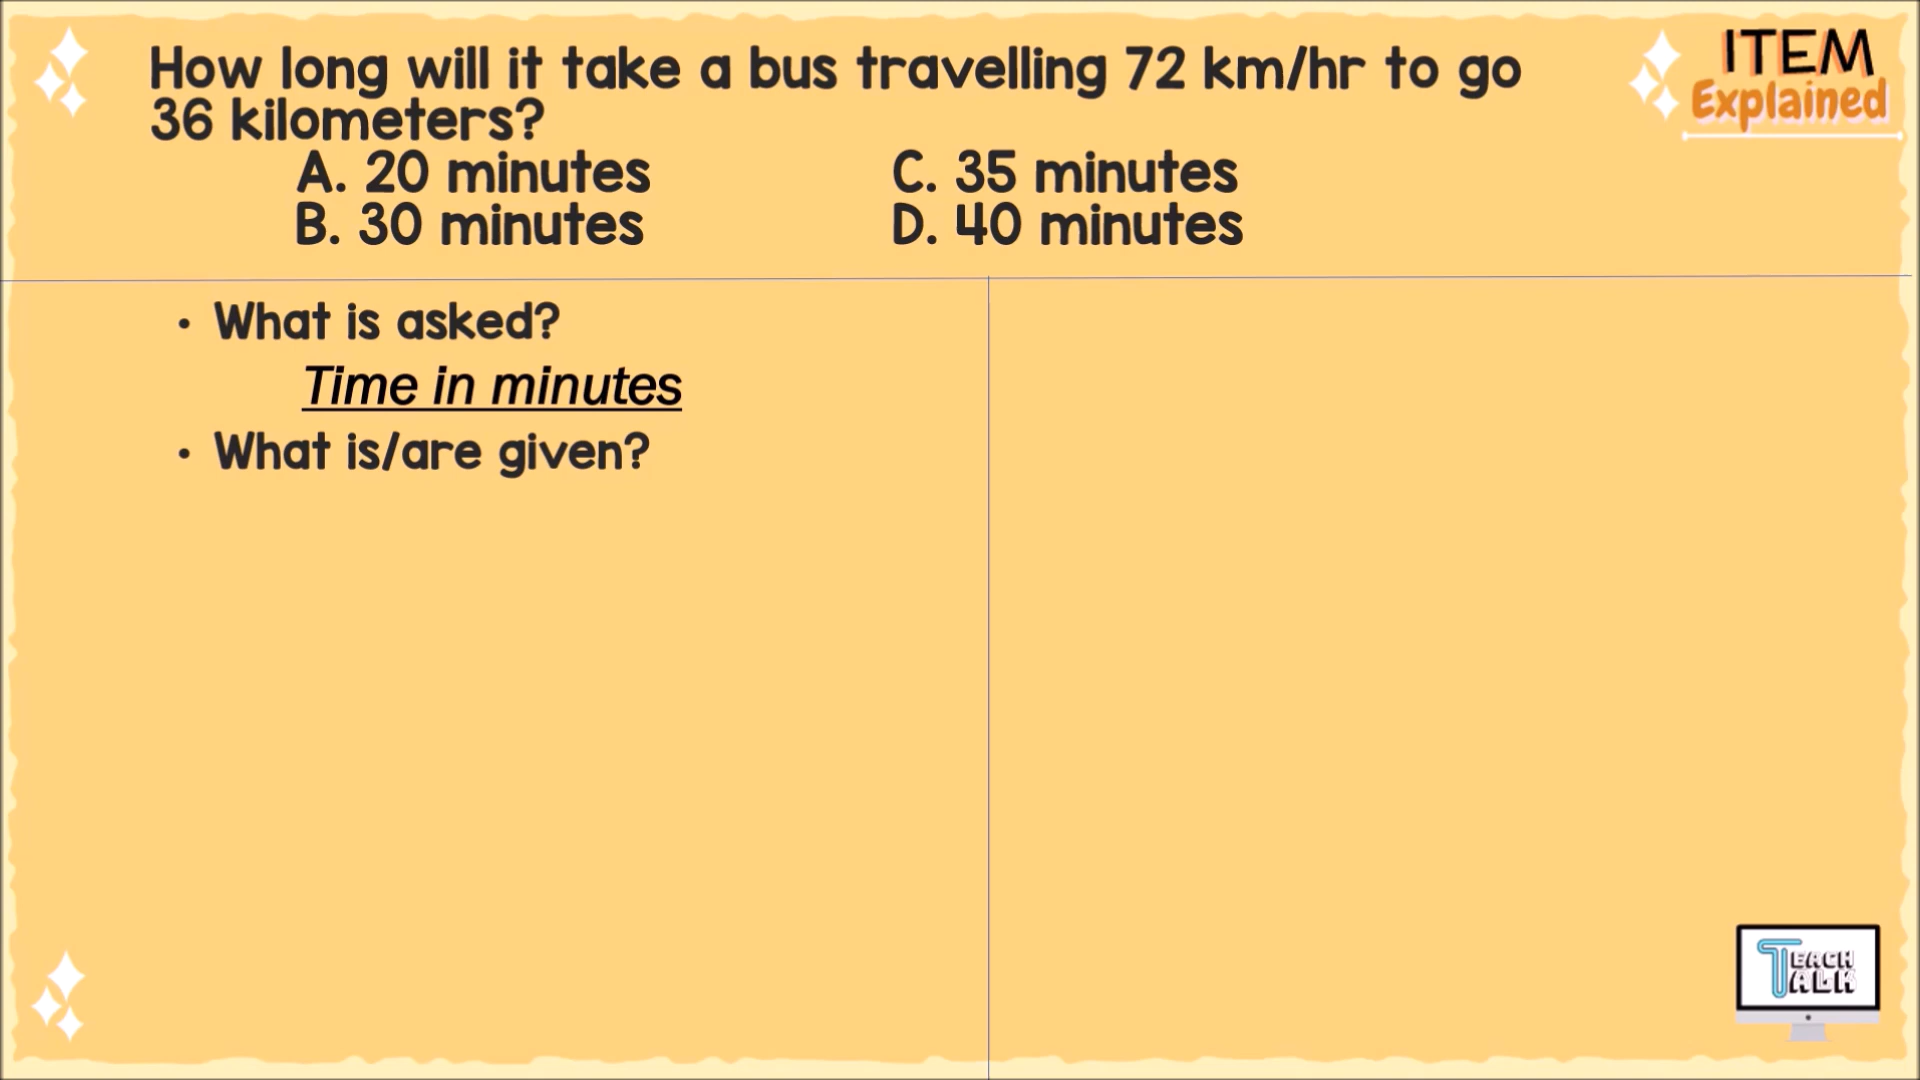 How long will it take a bus travelling 72 km/hr to go
36 kilometers?
A. 20 minutes
B. 30 minutes
C. 35 minutes
D. 40 minutes
ITEM
Explained
• What is asked?
Time in minutes
• What is/are given?
TEACH
TALK